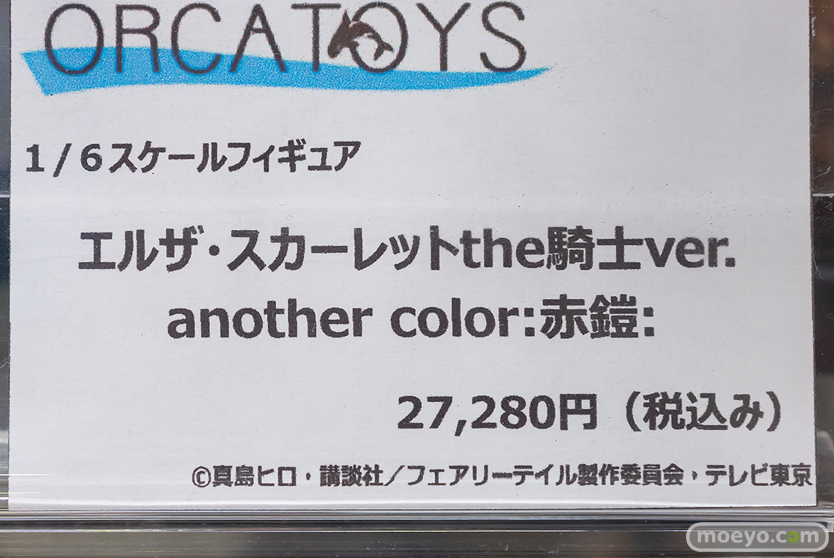 ORCATOYS
1/6スケールフィギュア
エルザ・スカーレットthe騎士ver.
another color:赤鎧:
27,280円（税込み）
©真島ヒロ・講談社／フェアリーテイル製作委員会・テレビ東京
moeyo.com